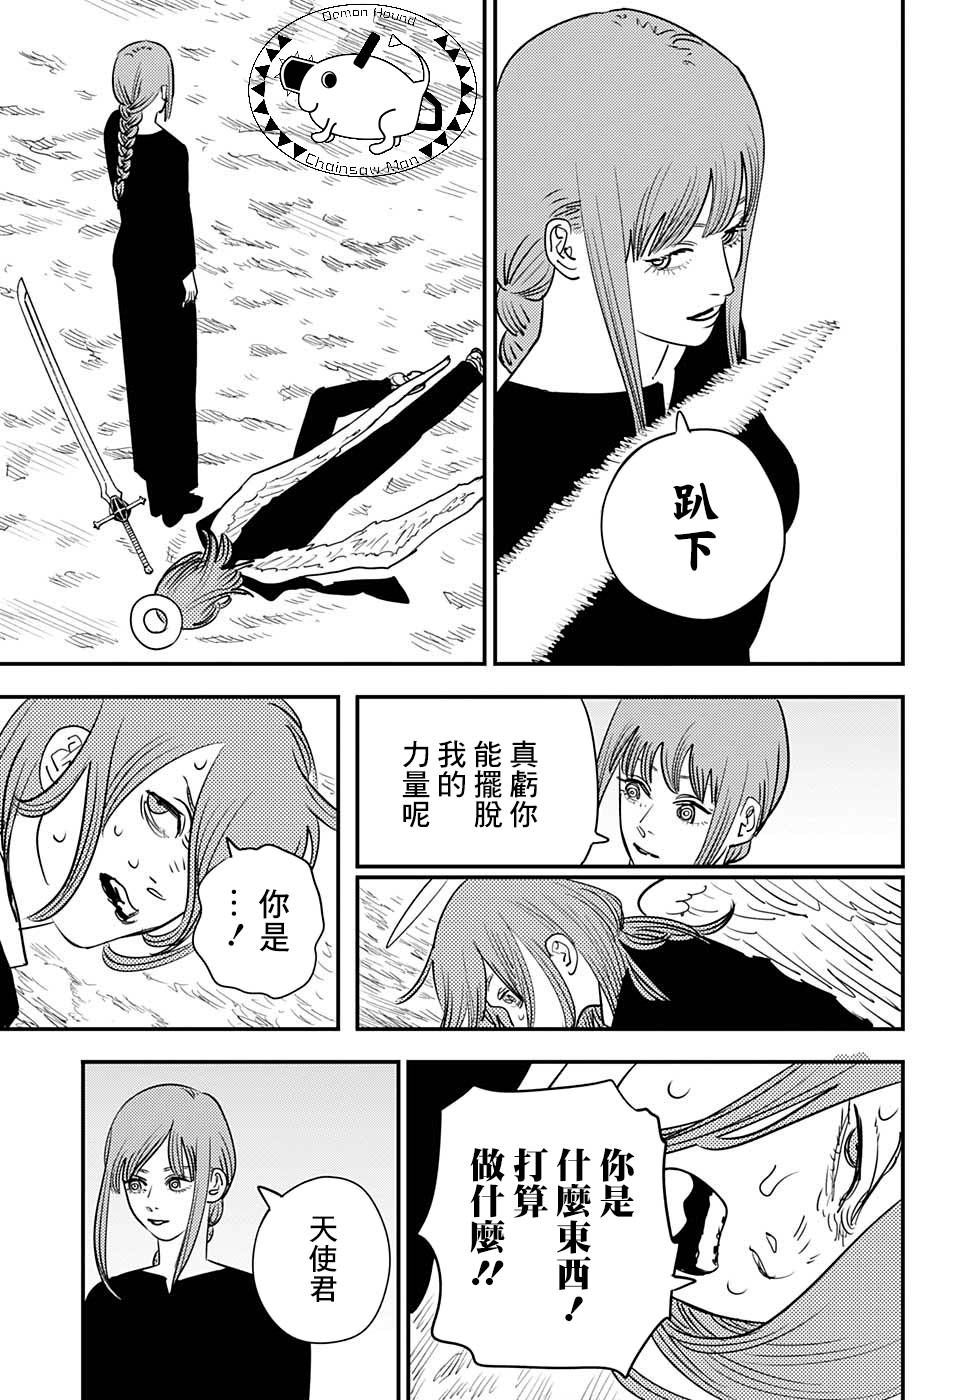 Demon Hound
Chainsaw Man
趴下
真虧你
能擺脫
我的
力量呢
你是
…！
你是
什麼東西！
打算
做什麼！！
天使君